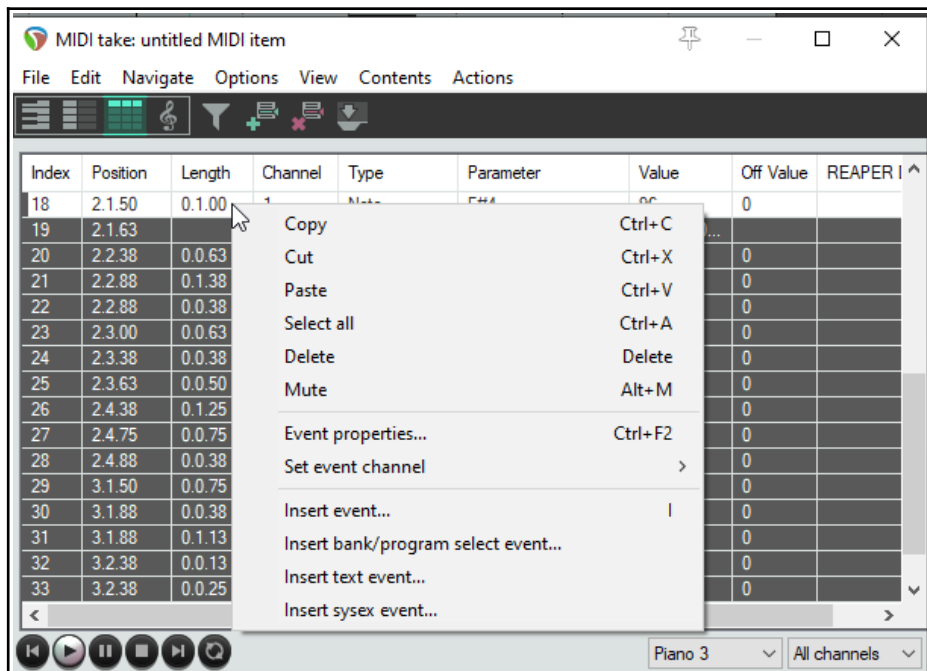 MIDI take: untitled MIDI item
File Edit Navigate Options View Contents Actions
Index Position Length Channel Type Parameter Value Off Value REAPER
18 2.1.50 0.1.00 1 Note F#4 96 0
19 2.1.63
20 2.2.38 0.0.63 0
21 2.2.88 0.1.38 0
22 2.2.88 0.0.38 0
23 2.3.00 0.0.63 0
24 2.3.38 0.0.38 0
25 2.3.63 0.0.50 0
26 2.4.38 0.1.25 0
27 2.4.75 0.0.75 0
28 2.4.88 0.0.38 0
29 3.1.50 0.0.75 0
30 3.1.88 0.0.38 0
31 3.1.88 0.1.13 0
32 3.2.38 0.0.13 0
33 3.2.38 0.0.25 0
Copy Ctrl+C
Cut Ctrl+X
Paste Ctrl+V
Select all Ctrl+A
Delete Delete
Mute Alt+M
Event properties... Ctrl+F2
Set event channel >
Insert event... I
Insert bank/program select event...
Insert text event...
Insert sysex event...
Piano 3 All channels